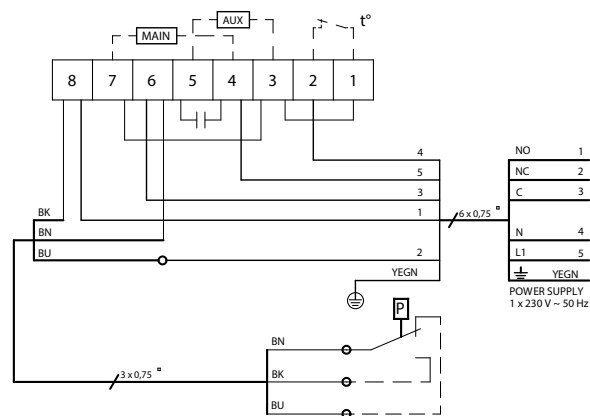 AUX
t°
MAIN
8 7 6 5 4 3 2 1
4
5
3
1
2
YEGN
6 x 0,75 ¤
BK
BN
BU
NO 1
NC 2
C 3
N 4
L1 5
YEGN
POWER SUPPLY
1 x 230 V ~ 50 Hz
P
BN
BK
BU
3 x 0,75 ¤